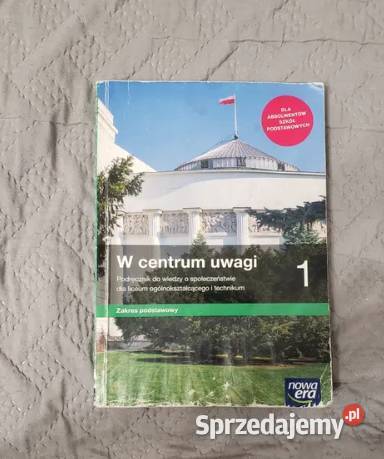 DLA
ABSOLWENTÓW
SZKÓŁ
PODSTAWOWYCH
W centrum uwagi
1
Podręcznik do wiedzy o społeczeństwie
dla liceum ogólnokształcącego i technikum
Zakres podstawowy
nowa
era
Sprzedajemy.pl